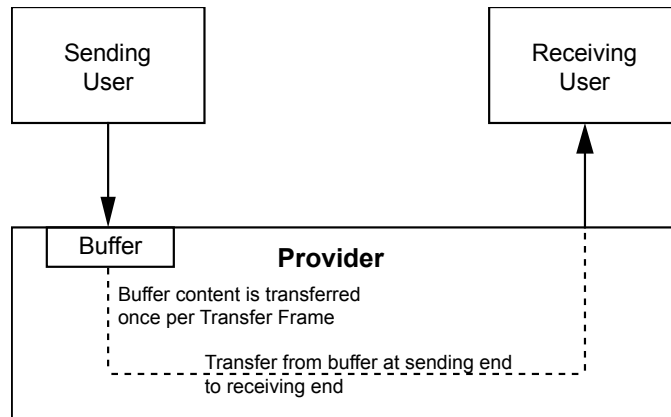 Sending
User
Receiving
User
Buffer
Provider
Buffer content is transferred
once per Transfer Frame
Transfer from buffer at sending end
to receiving end